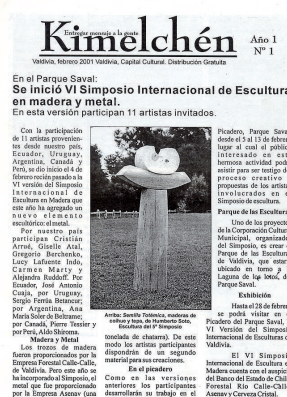 Entregar mensaje a la gente
Kimelchén
Año 1
Nº 1
Valdivia, febrero 2001 Valdivia, Capital Cultural. Distribución Gratuita
En el Parque Saval:
Se inició VI Simposio Internacional de Escultura
en madera y metal.
En esta versión participan 11 artistas invitados.
Con la participación
de 11 artistas provenien-
tes desde nuestro país,
Ecuador, Uruguay,
Argentina, Canadá y
Perú, se dio inicio el 4 de
febrero recién pasado a la
VI versión del Simposio
Internacional de
Escultura en Madera que
este año ha agregado un
nuevo elemento
escultórico: el metal.
Por nuestro país
participan Cristián
Arroé, Giselle Atal,
Gregorio Berchenko,
Lucy Lafuente Indo,
Carmen Marty y
Alejandra Ruddoff. Por
Ecuador, José Antonio
Cauja, por Uruguay,
Sergio Ferrúa Betancur;
por Argentina, Ana
María Soler de Beltrame;
por Canadá, Pierre Tessier y
por Perú, Aldo Shiroma.
Madera y Metal
Los trozos de madera
fueron proporcionados por la
Empresa Forestal Calle-Calle,
de Valdivia. Pero este año se
ha incorporado al Simposio, el
metal que fue proporcionado
por la Empresa Asenav (una
Arriba: Semilla Totémica, maderas de
coihue y tepa, de Humberto Soto,
Escultura del 5º Simposio
tonelada de chatarra). De este
modo los artistas participantes
dispondrán de un segundo
material para sus creaciones.
En el picadero
Como en las versiones
anteriores los participantes
desarrollarán su trabajo en el
Picadero, Parque Saval
desde el 5 al 13 de febrero,
lugar al cual el público
interesado en esta
hermosa actividad podrá
asistir para ser testigo del
proceso creativo
propuestas de los artistas
involucrados en el
Simposio de escultura.
Parque de las Esculturas
Uno de los proyectos
de la Corporación Cultural
Municipal, organizador
del Simposio, es crear el
Parque de las Esculturas
de Valdivia, que estará
ubicado en torno a
Laguna de los lotos, del
Parque Saval.
Exhibición
Hasta el 28 de febrero
se podrá visitar en el
Picadero del Parque Saval, la
VI Versión del Simposio
Internacional de Esculturas de
Valdivia.
El VI Simposio
Internacional de Escultura en
Madera cuenta con el auspicio
del Banco del Estado de Chile,
Forestal Río Calle-Calle,
Asenav y Cerveza Cristal.